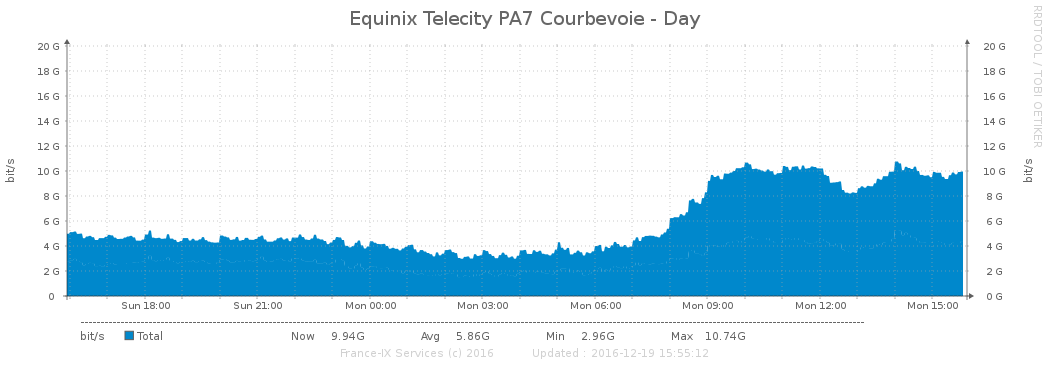 Equinix Telecity PA7 Courbevoie - Day
RRDTOOL / TOBI OETIKER
bit/s
20 G
18 G
16 G
14 G
12 G
10 G
8 G
6 G
4 G
2 G
0
20 G
18 G
16 G
14 G
12 G
10 G
8 G
6 G
4 G
2 G
0 G
bit/s
Sun 18:00 Sun 21:00 Mon 00:00 Mon 03:00 Mon 06:00 Mon 09:00 Mon 12:00 Mon 15:00
bit/s Total Now 9.94G Avg 5.86G Min 2.96G Max 10.74G
France-IX Services (c) 2016 Updated : 2016-12-19 15:55:12